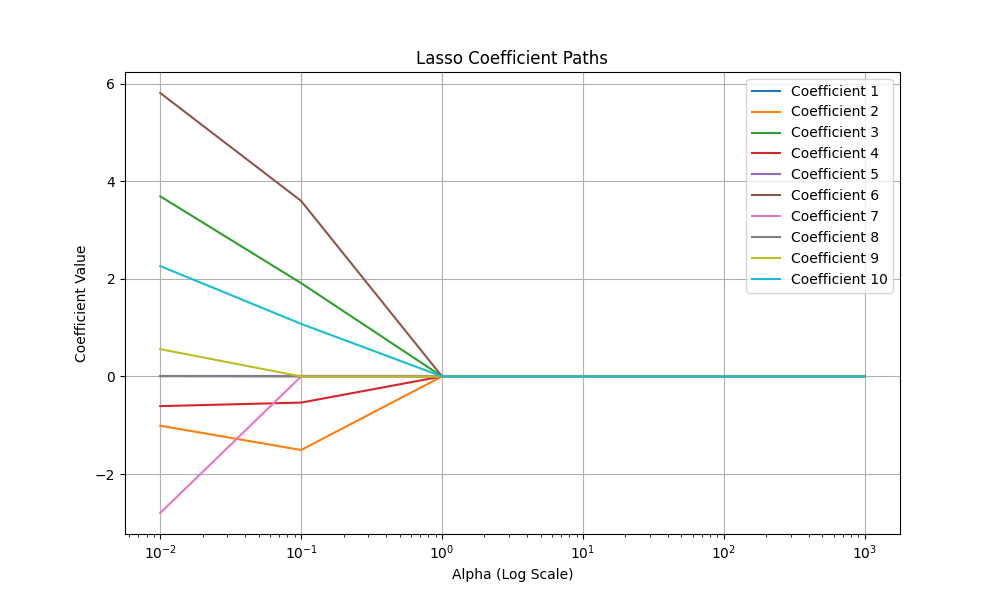 Lasso Coefficient Paths
Coefficient Value
6
4
2
0
−2
Coefficient 1
Coefficient 2
Coefficient 3
Coefficient 4
Coefficient 5
Coefficient 6
Coefficient 7
Coefficient 8
Coefficient 9
Coefficient 10
10⁻² 10⁻¹ 10⁰ 10¹ 10² 10³
Alpha (Log Scale)